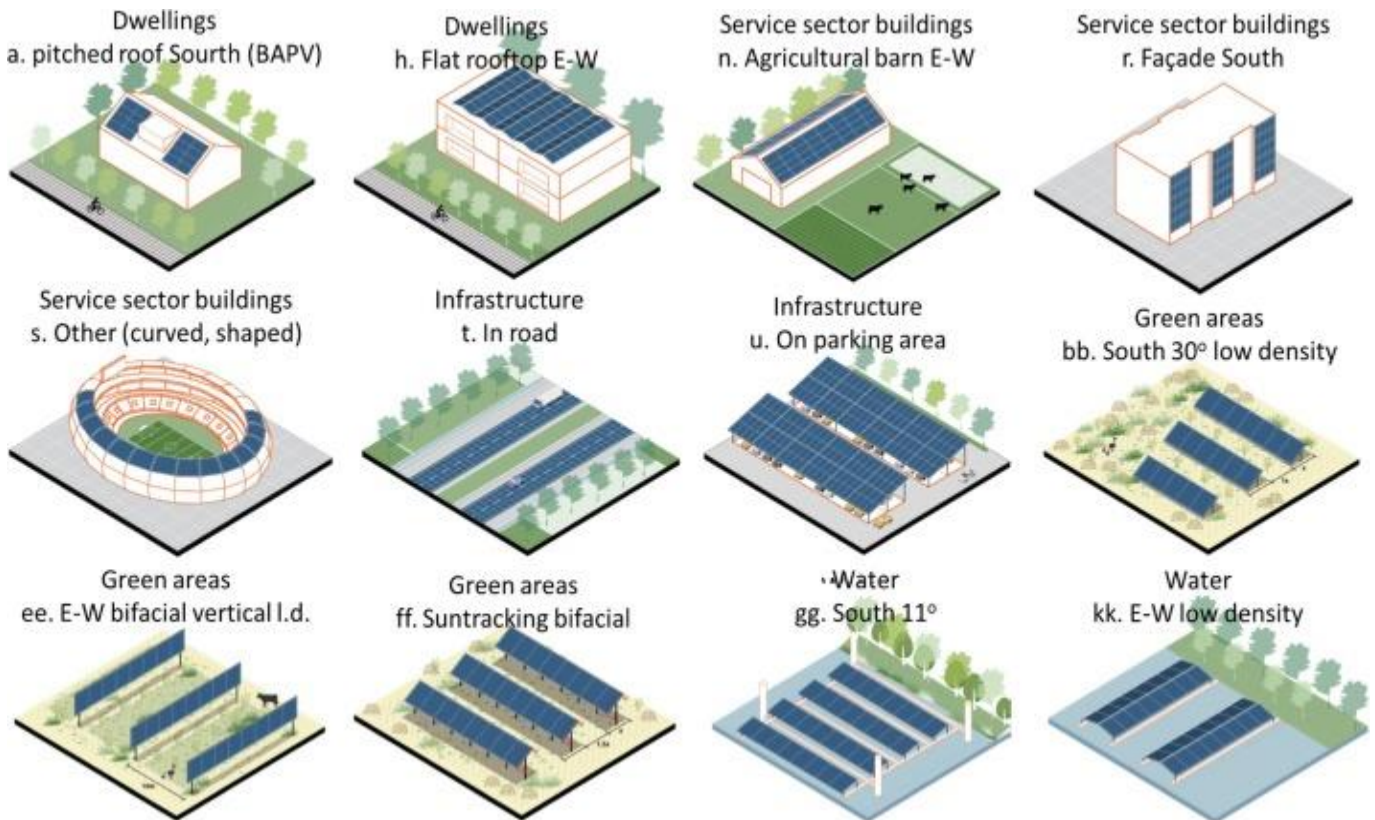 Dwellings
a. pitched roof Sourth (BAPV)
Dwellings
h. Flat rooftop E-W
Service sector buildings
n. Agricultural barn E-W
Service sector buildings
r. Façade South
Service sector buildings
s. Other (curved, shaped)
Infrastructure
t. In road
Infrastructure
u. On parking area
Green areas
bb. South 30° low density
Green areas
ee. E-W bifacial vertical l.d.
Green areas
ff. Suntracking bifacial
Water
gg. South 11°
Water
kk. E-W low density